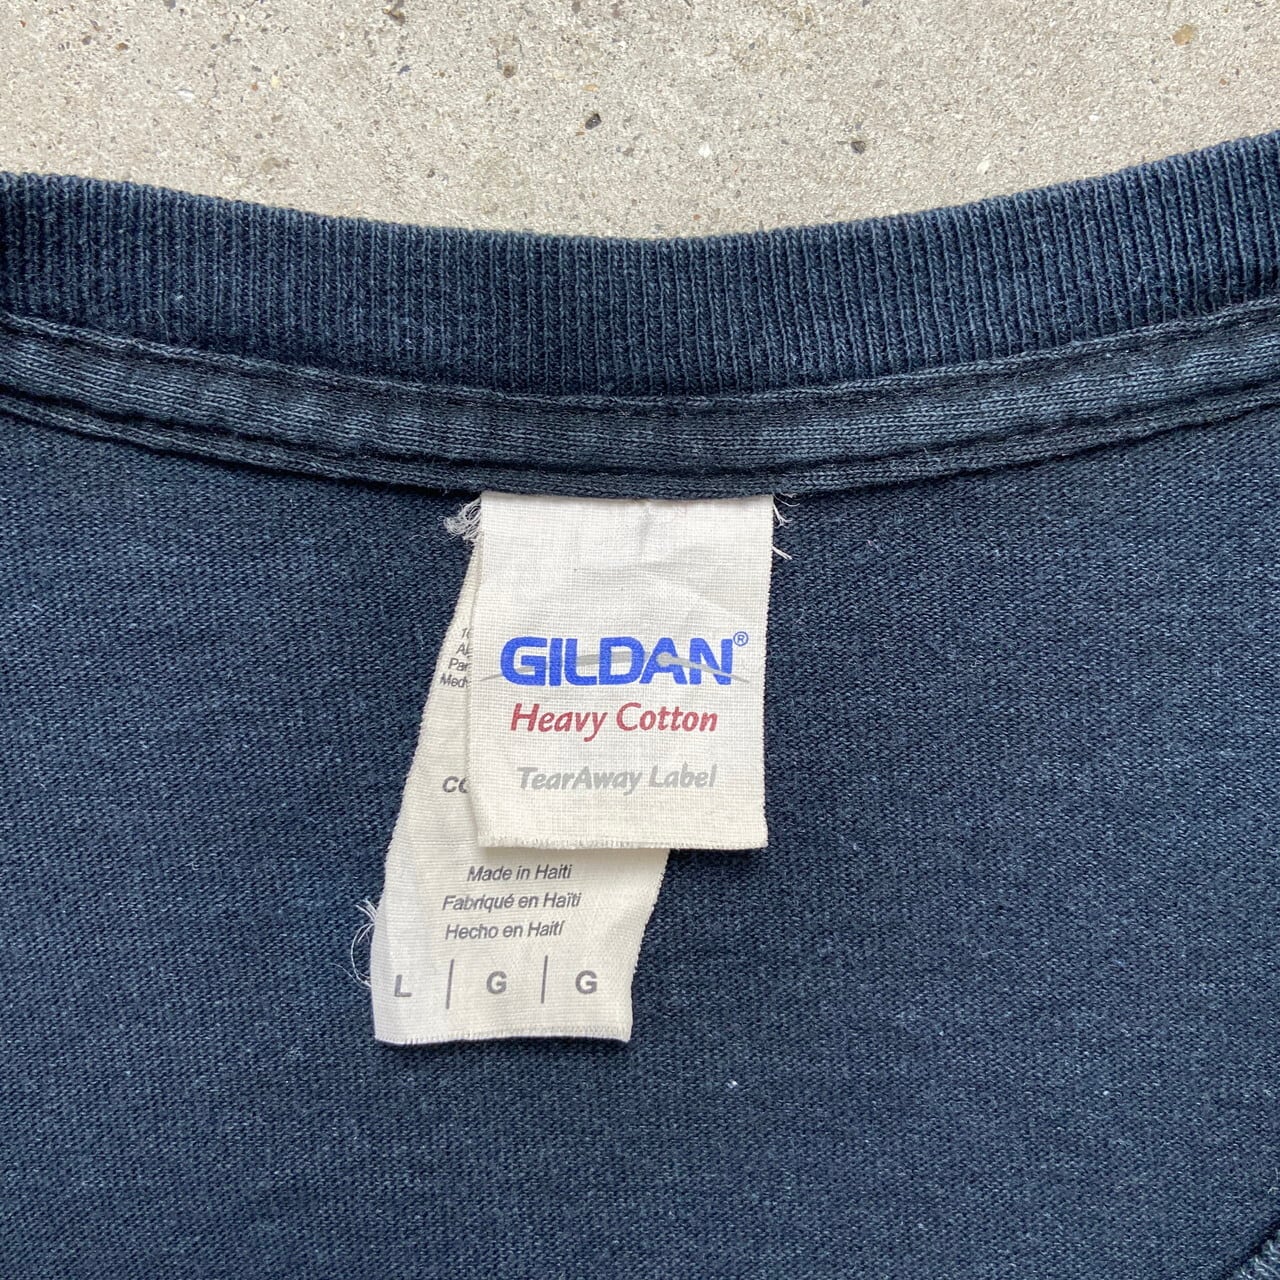 GILDAN®
Heavy Cotton
TearAway Label
Made in Haiti
Fabriqué en Haïti
Hecho en Haití
L | G | G